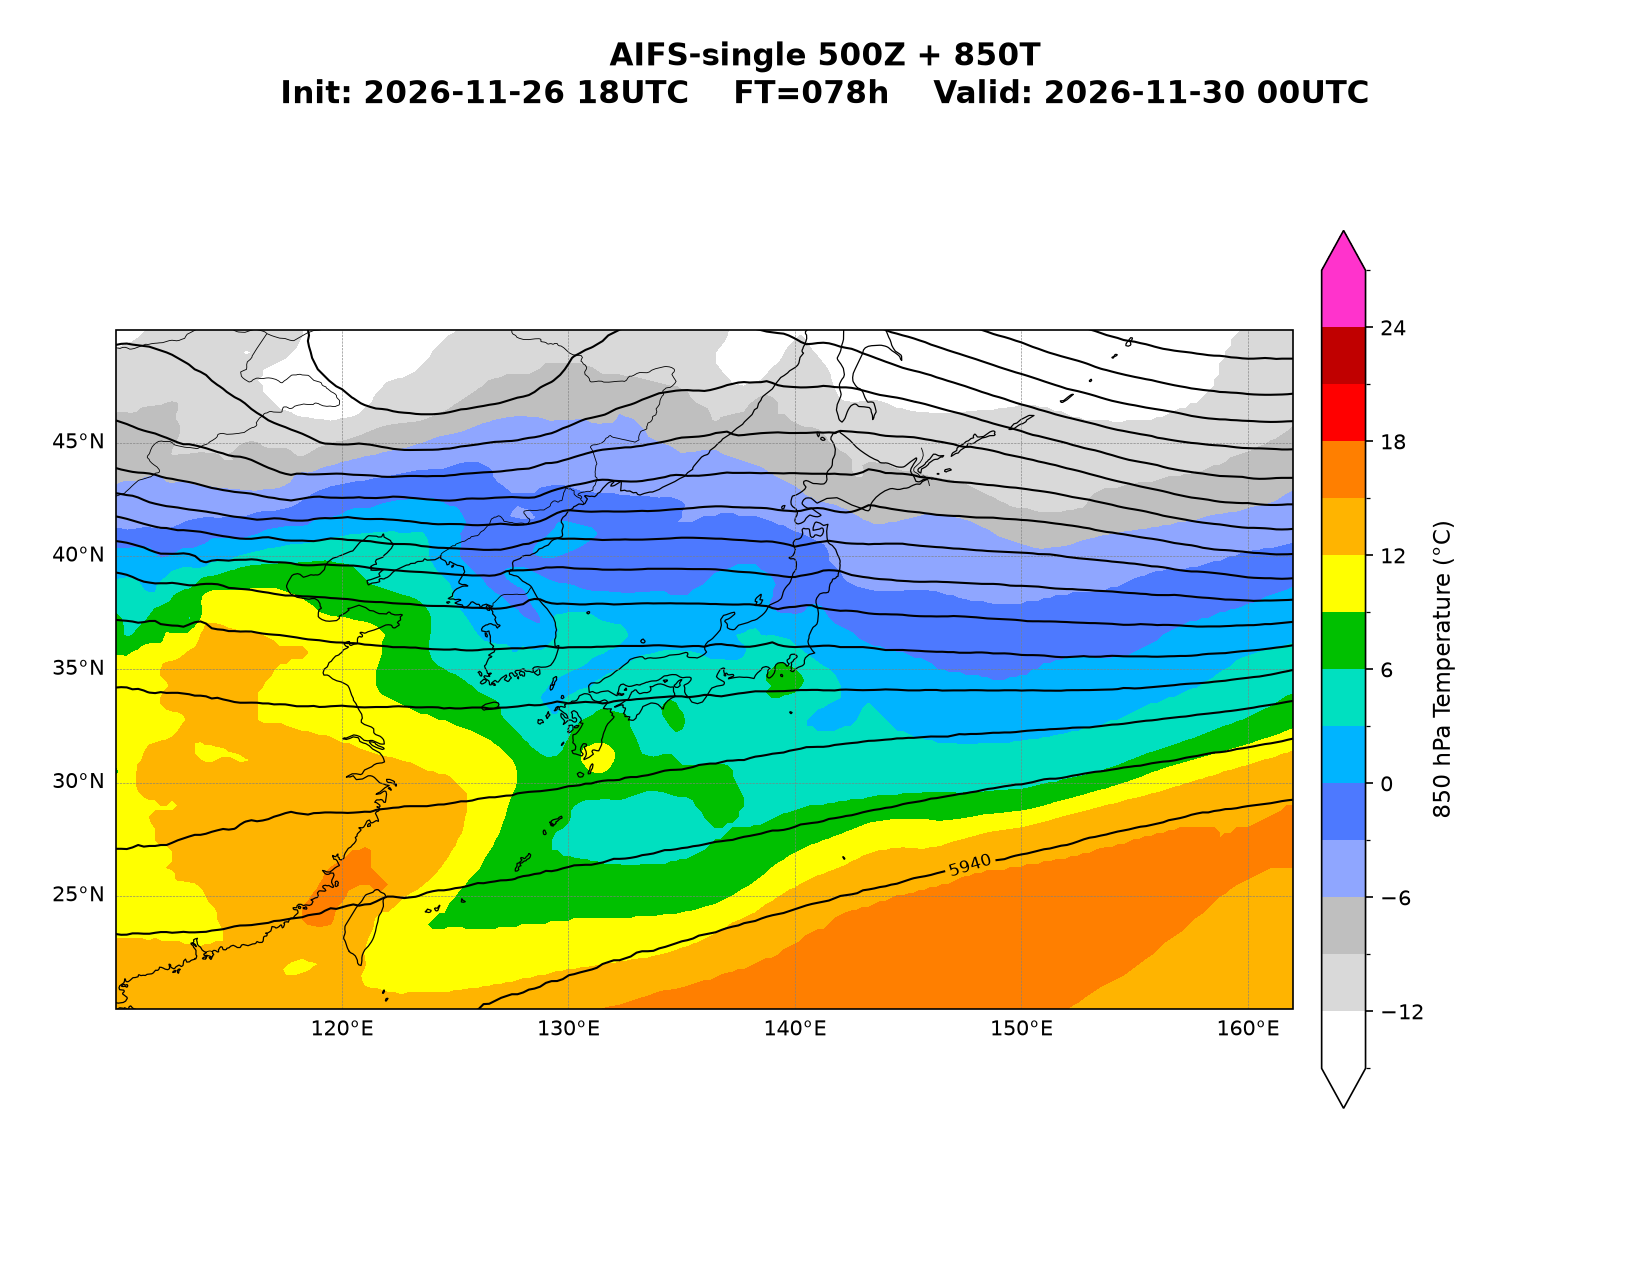 AIFS-single 500Z + 850T
Init: 2026-11-26 18UTC    FT=078h    Valid: 2026-11-30 00UTC
45°N
40°N
35°N
30°N
25°N
120°E
130°E
140°E
150°E
160°E
5940
24
18
12
6
0
−6
−12
850 hPa Temperature (°C)